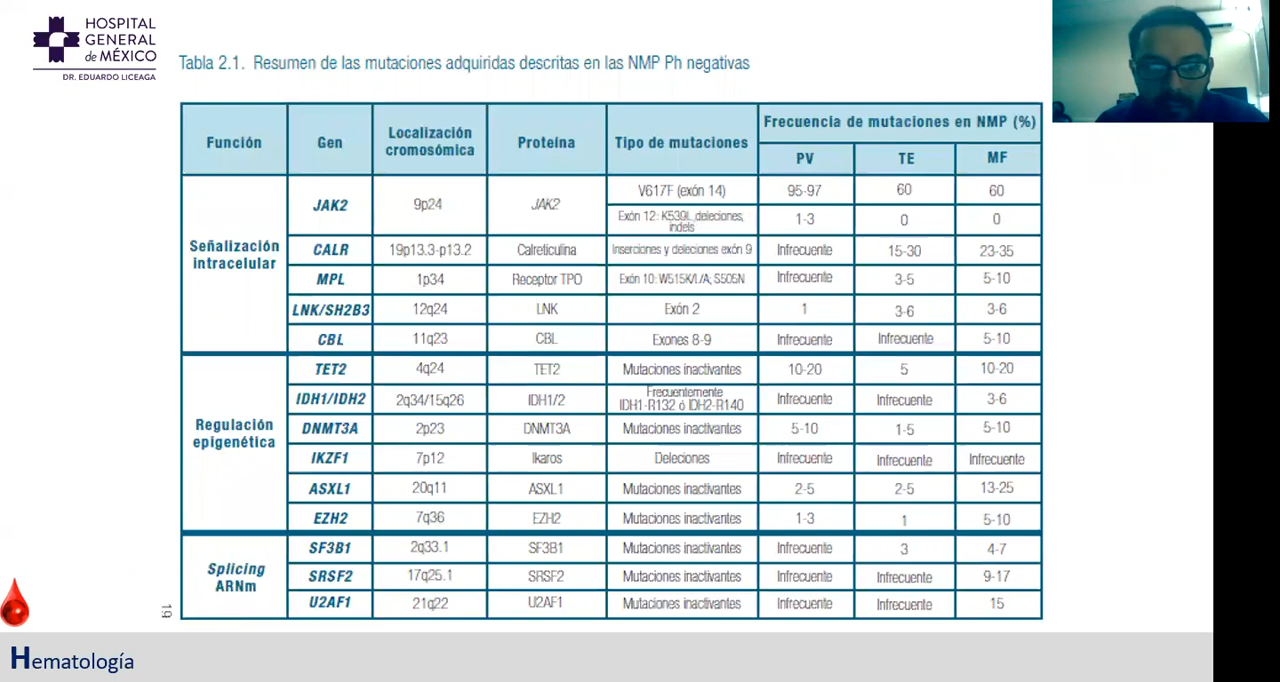 HOSPITAL
GENERAL
de MÉXICO
DR. EDUARDO LICEAGA
Tabla 2.1. Resumen de las mutaciones adquiridas descritas en las NMP Ph negativas
Función Gen Localización cromosómica Proteína Tipo de mutaciones Frecuencia de mutaciones en NMP (%)
PV TE MF
Señalización intracelular
JAK2 9p24 JAK2 V617F (exón 14) 95-97 60 60
Exón 12: K539L, deleciones, indels 1-3 0 0
CALR 19p13.3-p13.2 Calreticulina Inserciones y deleciones exón 9 Infrecuente 15-30 23-35
MPL 1p34 Receptor TPO Exón 10: W515K/L/A; S505N Infrecuente 3-5 5-10
LNK/SH2B3 12q24 LNK Exón 2 1 3-6 3-6
CBL 11q23 CBL Exones 8-9 Infrecuente Infrecuente 5-10
Regulación epigenética
TET2 4q24 TET2 Mutaciones inactivantes 10-20 5 10-20
IDH1/IDH2 2q34/15q26 IDH1/2 Frecuentemente IDH1-R132 ó IDH2-R140 Infrecuente Infrecuente 3-6
DNMT3A 2p23 DNMT3A Mutaciones inactivantes 5-10 1-5 5-10
IKZF1 7p12 Ikaros Deleciones Infrecuente Infrecuente Infrecuente
ASXL1 20q11 ASXL1 Mutaciones inactivantes 2-5 2-5 13-25
EZH2 7q36 EZH2 Mutaciones inactivantes 1-3 1 5-10
Splicing ARNm
SF3B1 2q33.1 SF3B1 Mutaciones inactivantes Infrecuente 3 4-7
SRSF2 17q25.1 SRSF2 Mutaciones inactivantes Infrecuente Infrecuente 9-17
U2AF1 21q22 U2AF1 Mutaciones inactivantes Infrecuente Infrecuente 15
19
Hematología